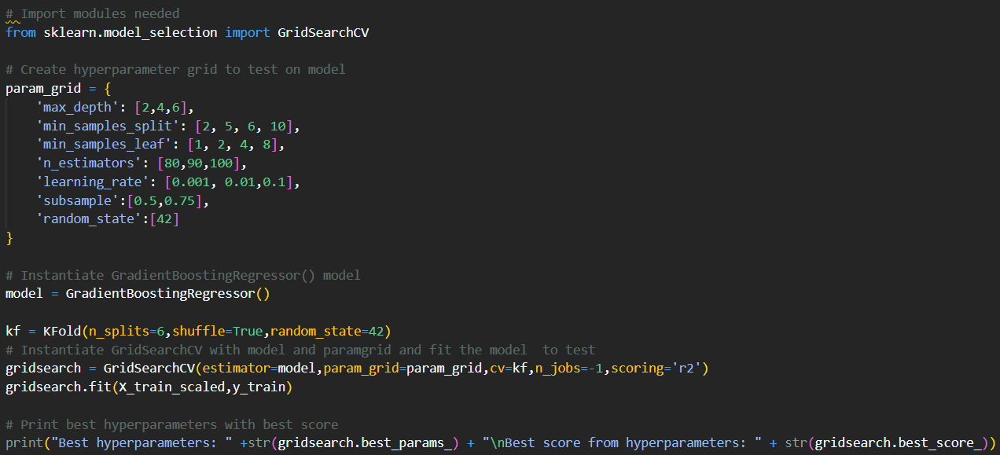 # Import modules needed
from sklearn.model_selection import GridSearchCV
# Create hyperparameter grid to test on model
param_grid = {
    'max_depth': [2,4,6],
    'min_samples_split': [2, 5, 6, 10],
    'min_samples_leaf': [1, 2, 4, 8],
    'n_estimators': [80,90,100],
    'learning_rate': [0.001, 0.01,0.1],
    'subsample':[0.5,0.75],
    'random_state':[42]
}
# Instantiate GradientBoostingRegressor() model
model = GradientBoostingRegressor()
kf = KFold(n_splits=6,shuffle=True,random_state=42)
# Instantiate GridSearchCV with model and paramgrid and fit the model  to test
gridsearch = GridSearchCV(estimator=model,param_grid=param_grid,cv=kf,n_jobs=-1,scoring='r2')
gridsearch.fit(X_train_scaled,y_train)
# Print best hyperparameters with best score
print("Best hyperparameters: " +str(gridsearch.best_params_) + "\nBest score from hyperparameters: " + str(gridsearch.best_score_))